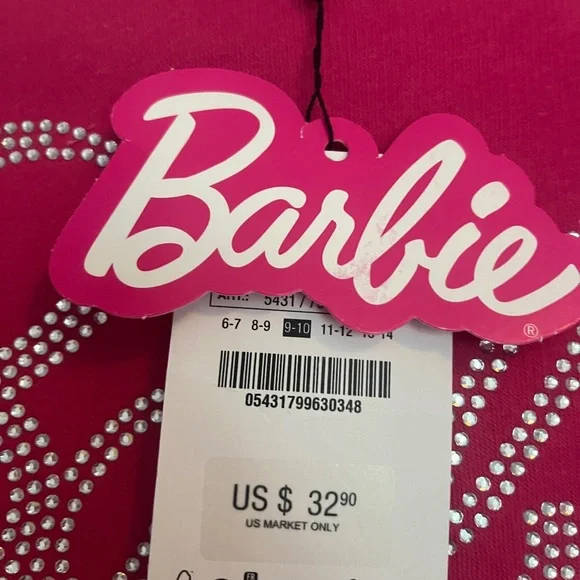 Barbie
®
6-7 8-9 9-10 11-12
05431799630348
US $ 32.90
US MARKET ONLY